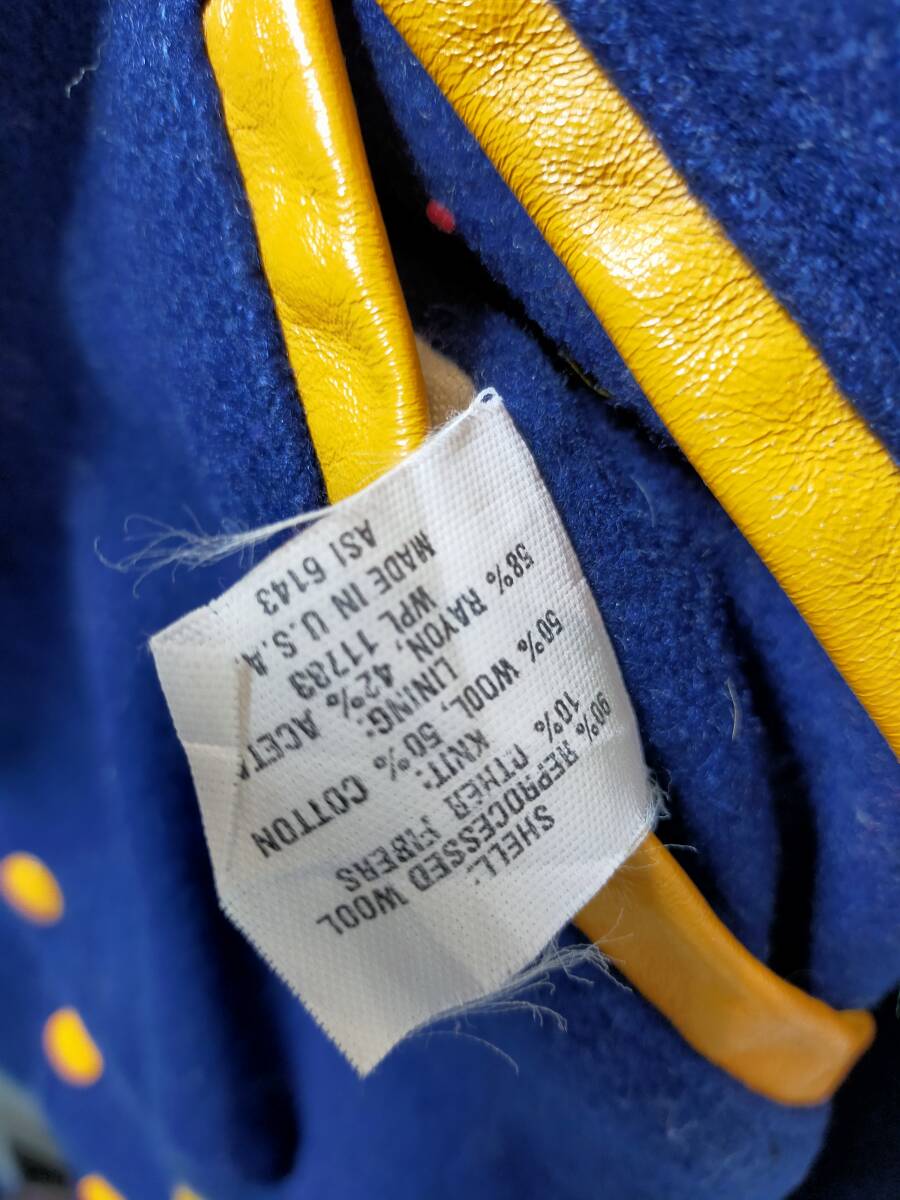 SHELL:
90% REPROCESSED WOOL
10% OTHER FIBERS
KNIT:
50% WOOL, 50% COTTON
LINING:
58% RAYON, 42% ACETA
WPL 11783
MADE IN U.S.A
ASI 6143